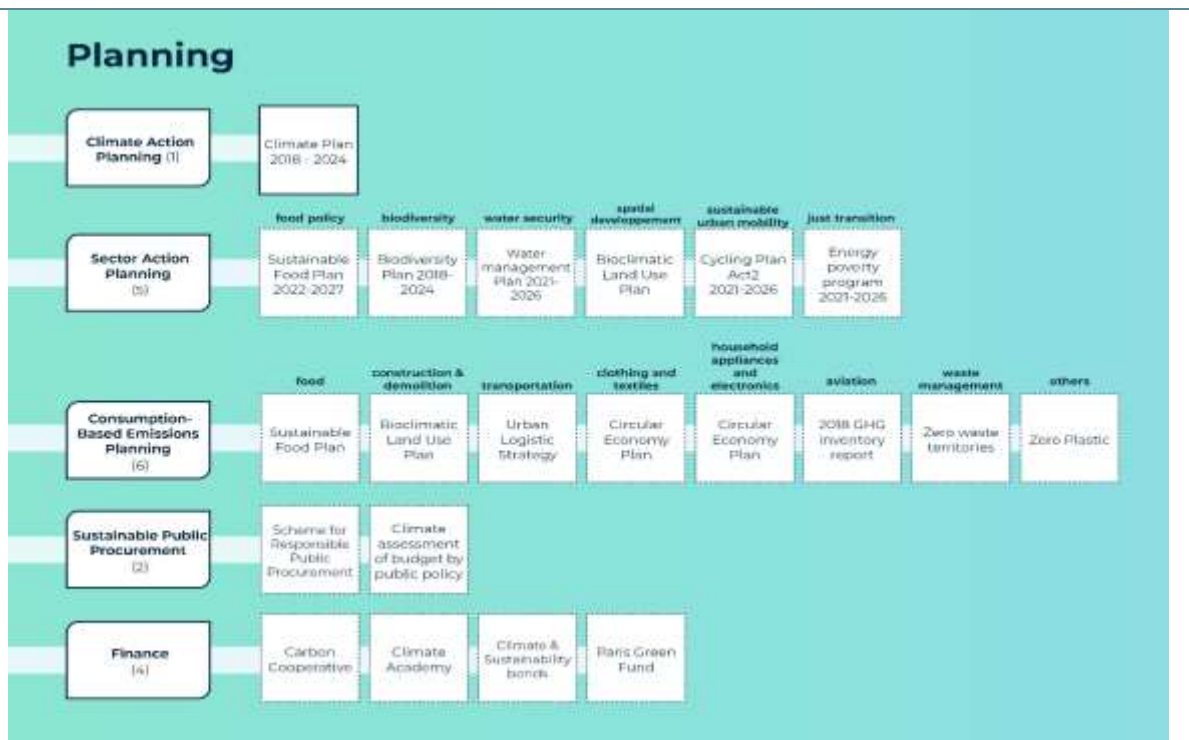 Planning
Climate Action
Planning (1)
Climate Plan
2018 - 2024
food policy
biodiversity
water security
spatial
developpement
sustainable
urban mobility
just transition
Sector Action
Planning
(5)
Sustainable
Food Plan
2022-2027
Biodiversity
Plan 2018-
2024
Water
management
Plan 2021-
2026
Bioclimatic
Land Use
Plan
Cycling Plan
Act2
2021-2026
Energy
poverty
program
2021-2026
food
construction &
demolition
transportation
clothing and
textiles
household
appliances
and
electronics
aviation
waste
management
others
Consumption-
Based Emissions
Planning
(6)
Sustainable
Food Plan
Bioclimatic
Land Use
Plan
Urban
Logistic
Strategy
Circular
Economy
Plan
Circular
Economy
Plan
2018 GHG
inventory
report
Zero waste
territories
Zero Plastic
Sustainable Public
Procurement
(2)
Scheme for
Responsible
Public
Procurement
Climate
assessment
of budget by
public policy
Finance
(4)
Carbon
Cooperative
Climate
Academy
Climate &
Sustainability
bonds
Paris Green
Fund